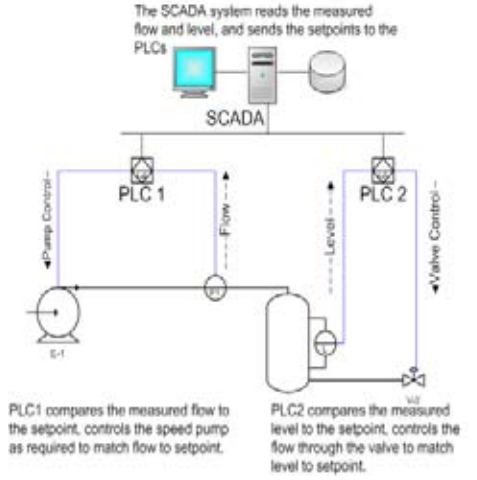 The SCADA system reads the measured
flow and level, and sends the setpoints to the
PLCs
SCADA
PLC 1
PLC 2
Pump Control
Flow
Level
Valve Control
E-1
V-2
PLC1 compares the measured flow to
the setpoint, controls the speed pump
as required to match flow to setpoint.
PLC2 compares the measured
level to the setpoint, controls the
flow through the valve to match
level to setpoint.